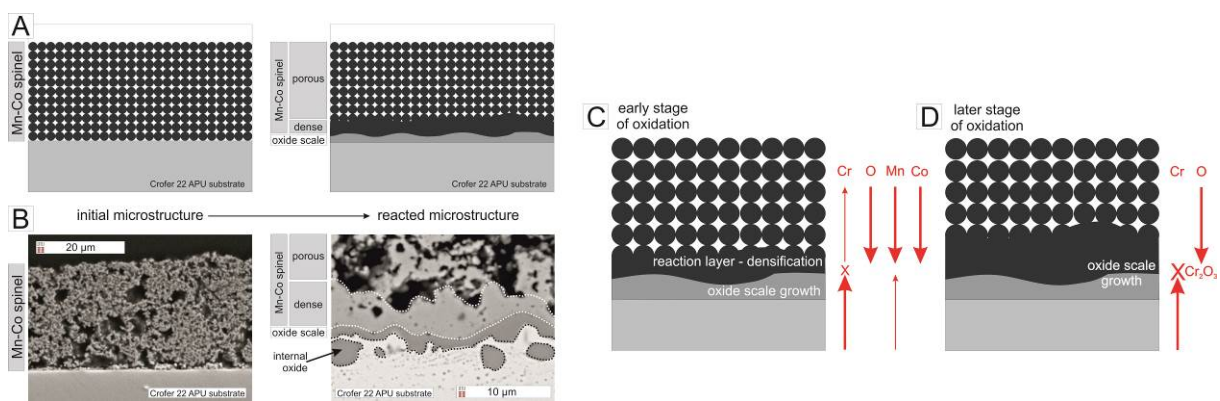 A
Mn-Co spinel
Crofer 22 APU substrate
Mn-Co spinel
porous
dense
oxide scale
Crofer 22 APU substrate
B
initial microstructure
reacted microstructure
Mn-Co spinel
20 µm
Crofer 22 APU substrate
Mn-Co spinel
porous
dense
oxide scale
internal
oxide
Crofer 22 APU substrate
10 µm
C
early stage
of oxidation
reaction layer - densification
oxide scale growth
Cr O Mn Co
X
D
later stage
of oxidation
oxide scale
growth
Cr O
XCr₂O₃